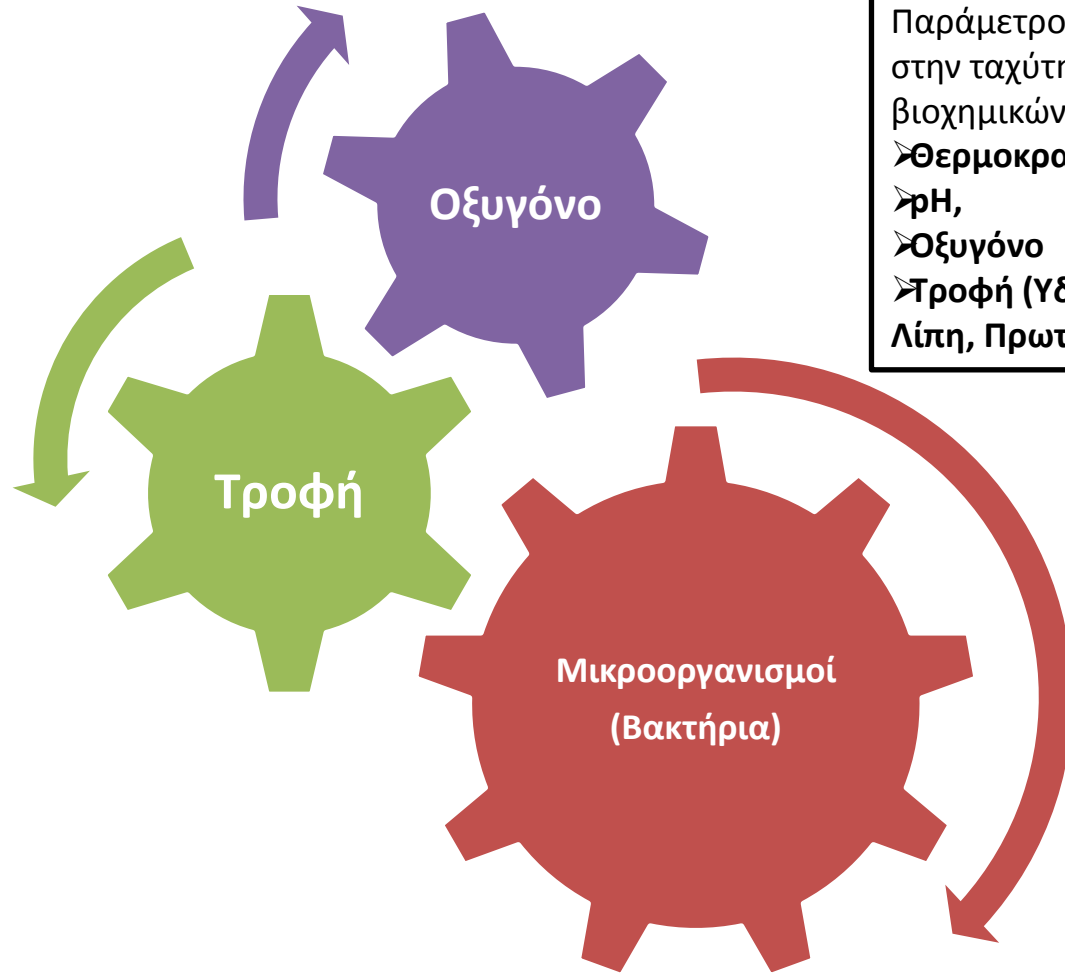 Παράμετρο
στην ταχύτη
βιοχημικών
➢Θερμοκρα
➢pH,
➢Οξυγόνο
➢Τροφή (Υδ
Λίπη, Πρωτ
Οξυγόνο
Τροφή
Μικροοργανισμοί
(Βακτήρια)